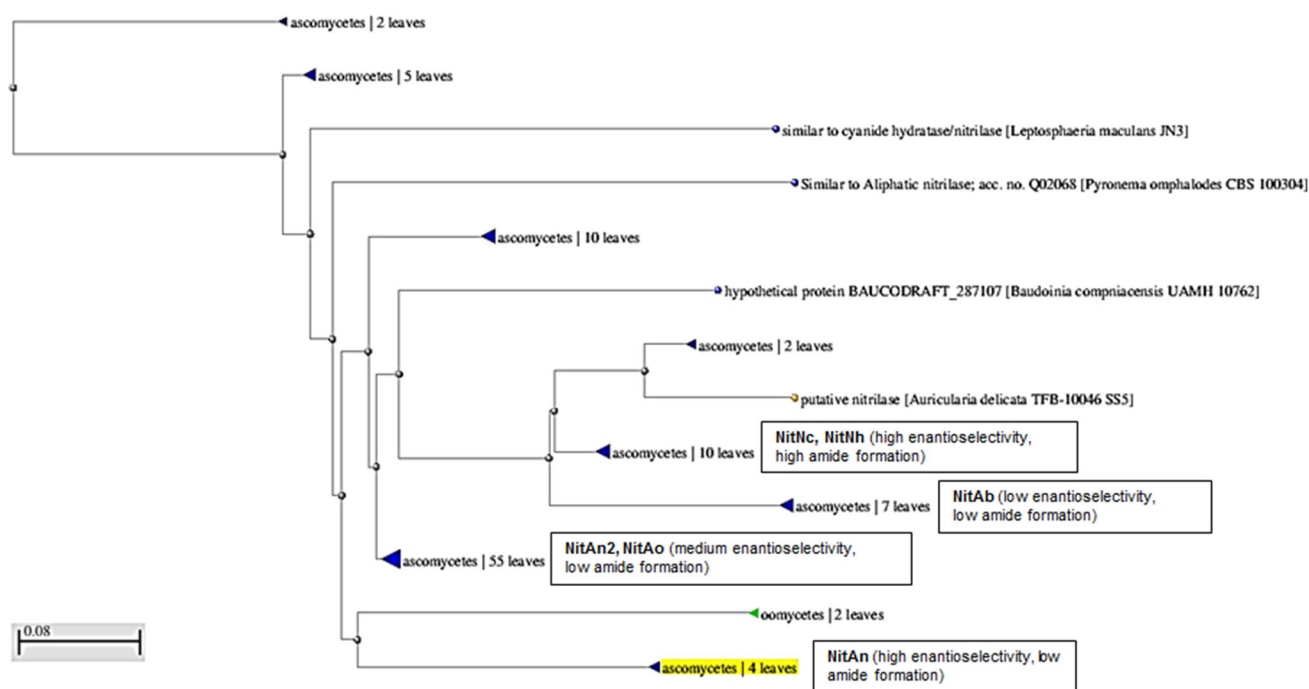 ascomycetes | 2 leaves
ascomycetes | 5 leaves
similar to cyanide hydratase/nitrilase [Leptosphaeria maculans JN3]
Similar to Aliphatic nitrilase; acc. no. Q02068 [Pyronema omphalodes CBS 100304]
ascomycetes | 10 leaves
hypothetical protein BAUCODRAFT_287107 [Baudoinia compniacensis UAMH 10762]
ascomycetes | 2 leaves
putative nitrilase [Auricularia delicata TFB-10046 SS5]
ascomycetes | 10 leaves
NitNc, NitNh (high enantioselectivity,
high amide formation)
ascomycetes | 7 leaves
NitAb (low enantioselectivity,
low amide formation)
ascomycetes | 55 leaves
NitAn2, NitAo (medium enantioselectivity,
low amide formation)
oomycetes | 2 leaves
ascomycetes | 4 leaves
NitAn (high enantioselectivity, low
amide formation)
0.08